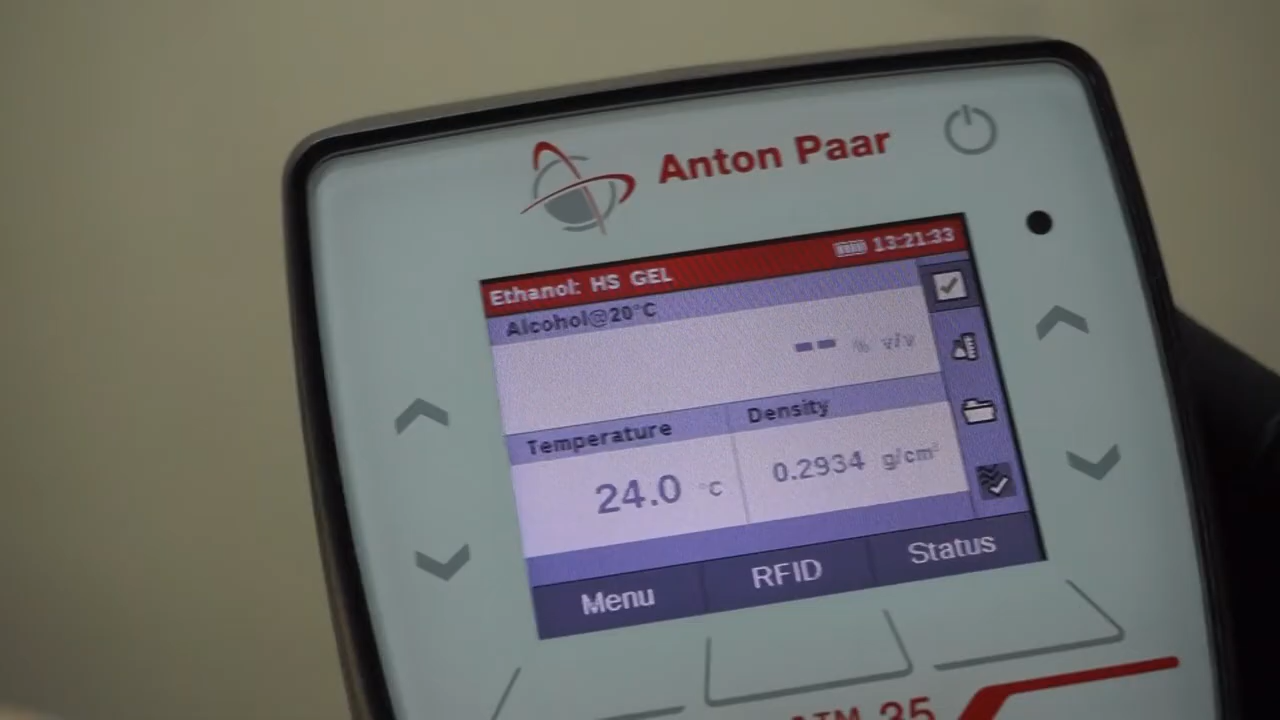 Anton Paar
13:21:33
Ethanol: HS GEL
Alcohol@20°C
-- % v/v
Temperature
Density
24.0 °C
0.2934 g/cm³
Menu
RFID
Status
35